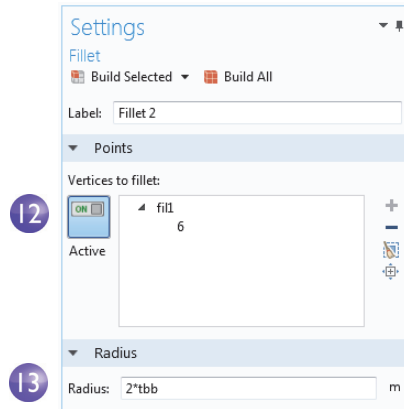 Settings
Fillet
Build Selected Build All
Label: Fillet 2
Points
Vertices to fillet:
12
ON
fil1
6
Active
Radius
13
Radius: 2*tbb m